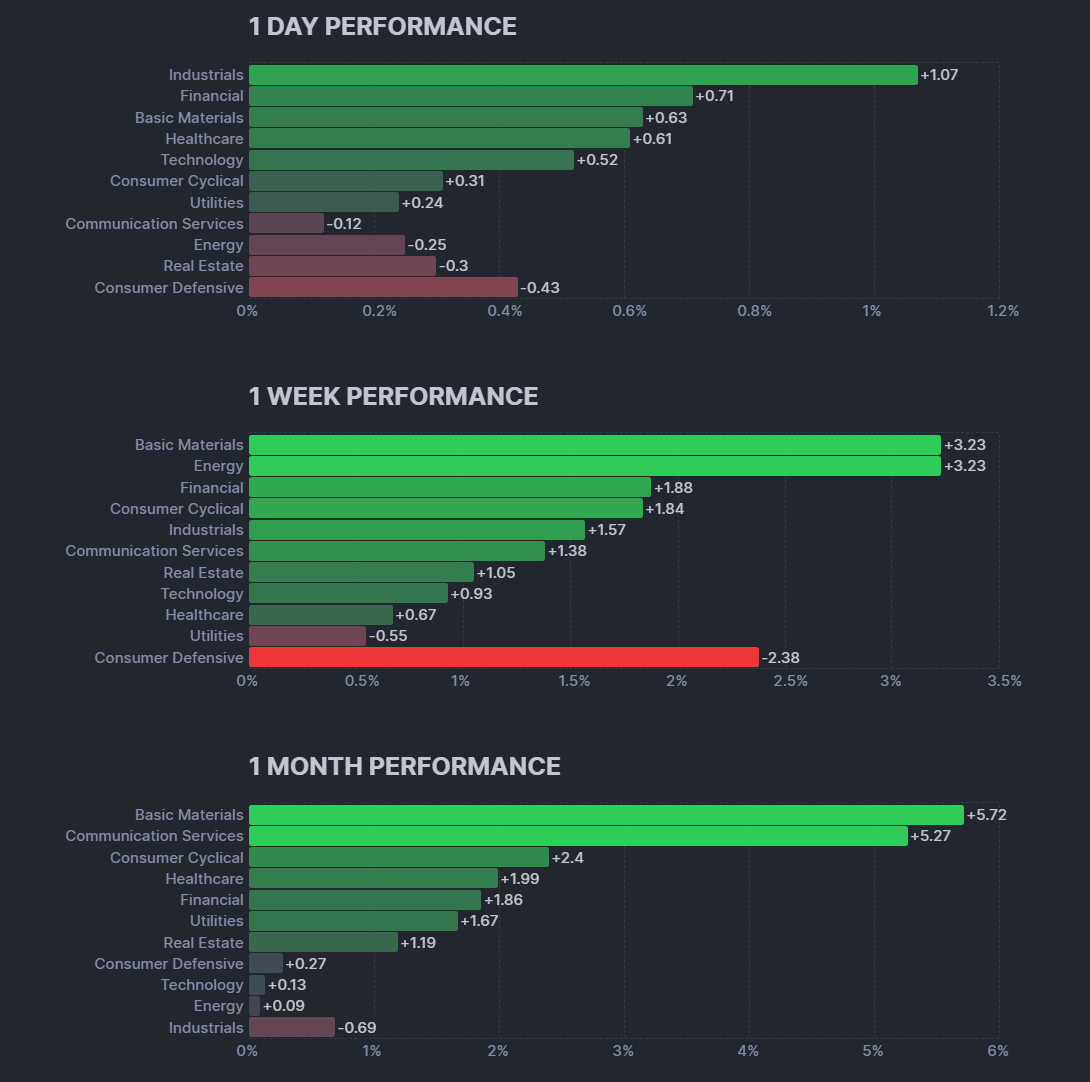 1 DAY PERFORMANCE
Industrials +1.07
Financial +0.71
Basic Materials +0.63
Healthcare +0.61
Technology +0.52
Consumer Cyclical +0.31
Utilities +0.24
Communication Services -0.12
Energy -0.25
Real Estate -0.3
Consumer Defensive -0.43
0% 0.2% 0.4% 0.6% 0.8% 1% 1.2%
1 WEEK PERFORMANCE
Basic Materials +3.23
Energy +3.23
Financial +1.88
Consumer Cyclical +1.84
Industrials +1.57
Communication Services +1.38
Real Estate +1.05
Technology +0.93
Healthcare +0.67
Utilities -0.55
Consumer Defensive -2.38
0% 0.5% 1% 1.5% 2% 2.5% 3% 3.5%
1 MONTH PERFORMANCE
Basic Materials +5.72
Communication Services +5.27
Consumer Cyclical +2.4
Healthcare +1.99
Financial +1.86
Utilities +1.67
Real Estate +1.19
Consumer Defensive +0.27
Technology +0.13
Energy +0.09
Industrials -0.69
0% 1% 2% 3% 4% 5% 6%